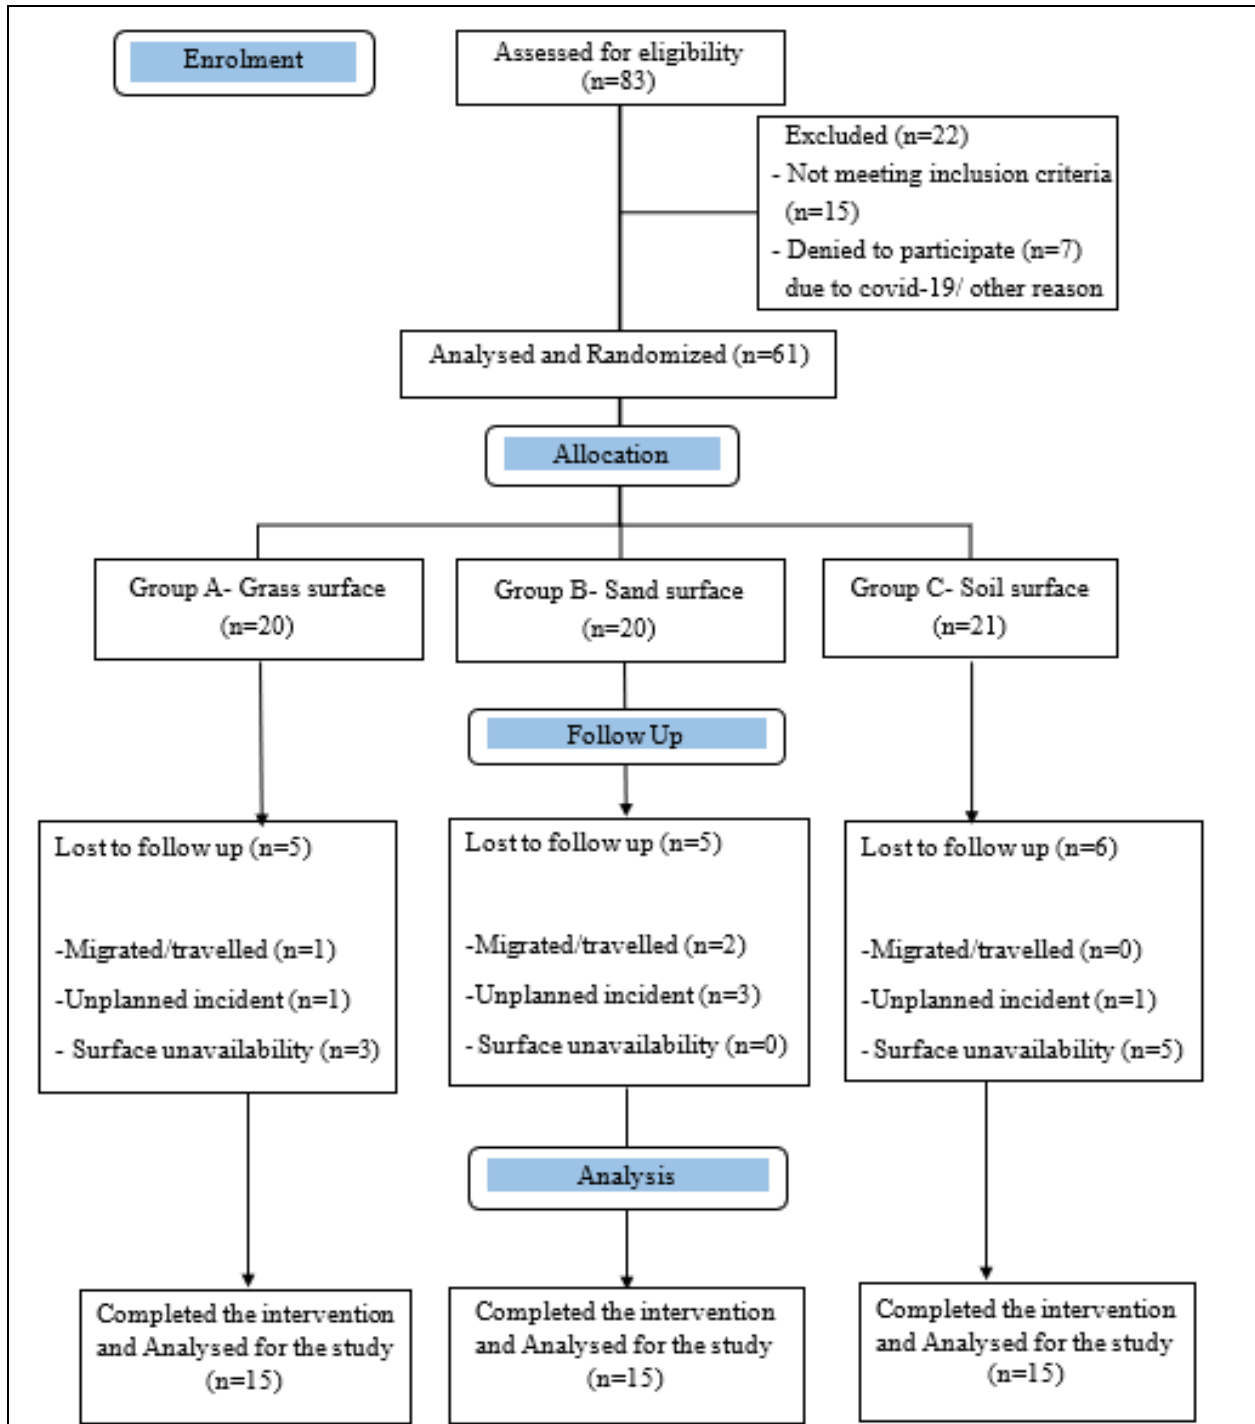 Enrolment
Assessed for eligibility
(n=83)
Excluded (n=22)
- Not meeting inclusion criteria
(n=15)
- Denied to participate (n=7)
due to covid-19/ other reason
Analysed and Randomized (n=61)
Allocation
Group A- Grass surface
(n=20)
Group B- Sand surface
(n=20)
Group C- Soil surface
(n=21)
Follow Up
Lost to follow up (n=5)
-Migrated/travelled (n=1)
-Unplanned incident (n=1)
- Surface unavailability (n=3)
Lost to follow up (n=5)
-Migrated/travelled (n=2)
-Unplanned incident (n=3)
- Surface unavailability (n=0)
Lost to follow up (n=6)
-Migrated/travelled (n=0)
-Unplanned incident (n=1)
- Surface unavailability (n=5)
Analysis
Completed the intervention
and Analysed for the study
(n=15)
Completed the intervention
and Analysed for the study
(n=15)
Completed the intervention
and Analysed for the study
(n=15)